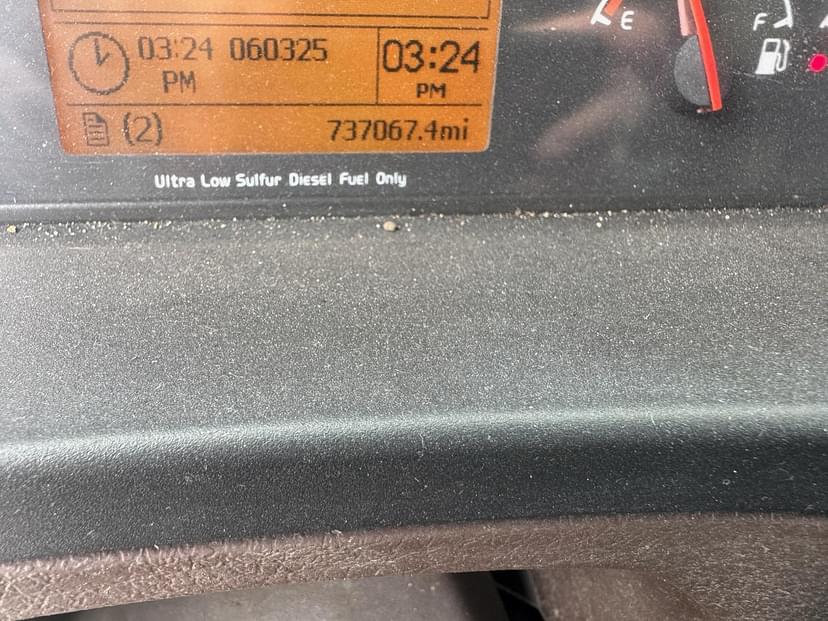 03:24 060325 03:24
PM PM
(2) 737067.4mi
Ultra Low Sulfur Diesel Fuel Only
E F